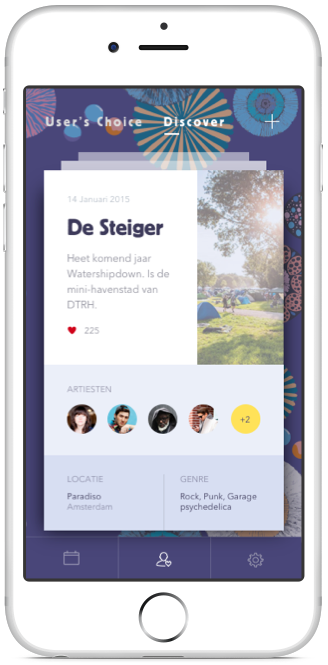 User's Choice Discover
14 Januari 2015
De Steiger
Heet komend jaar
Watershipdown. Is de
mini-havenstad van
DTRH.
225
ARTIESTEN
+2
LOCATIE GENRE
Paradiso Rock, Punk, Garage
Amsterdam psychedelica